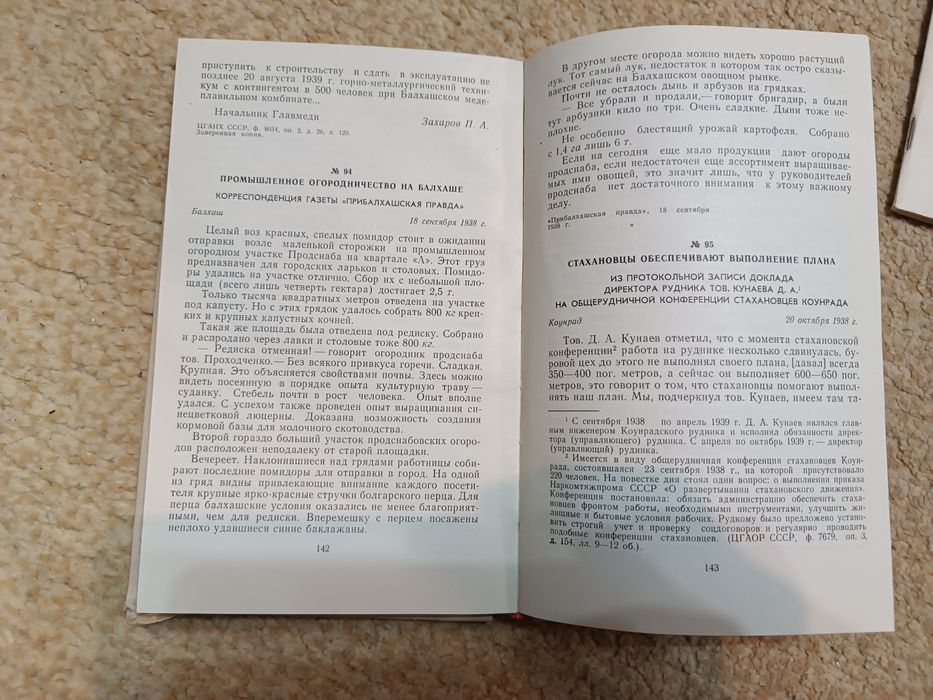 приступить к строительству и сдать в эксплуатацию не
позднее 20 августа 1939 г. горно-металлургический техни-
кум с контингентом в 500 человек при Балхашском меде-
плавильном комбинате...
Начальник Главмеди
Захаров П. А.
ЦГАНХ СССР, ф. 8034, оп. 2, д. 26, л. 120.
Заверенная копия.
№ 94
ПРОМЫШЛЕННОЕ ОГОРОДНИЧЕСТВО НА БАЛХАШЕ
КОРРЕСПОНДЕНЦИЯ ГАЗЕТЫ «ПРИБАЛХАШСКАЯ ПРАВДА»
Балхаш
18 сентября 1938 г.
Целый воз красных, спелых помидор стоит в ожидании
отправки возле маленькой сторожки на промышленном
огородном участке Продснаба на квартале «А». Этот груз
предназначен для городских ларьков и столовых. Помидо-
ры удались на участке отлично. Сбор их с небольшой пло-
щади (всего лишь четверть гектара) достигает 2,5 т.
Только тысяча квадратных метров отведена на участке
под капусту. Но и с этих грядок удалось собрать 800 кг креп-
ких и крупных капустных кочней.
Такая же площадь была отведена под редиску. Собрано
и распродано через лавки и столовые тоже 800 кг.
— Редиска отменная! — говорит огородник продснаба
тов. Проходченко.— Без всякого привкуса горечи. Сладкая.
Крупная. Это объясняется свойствами почвы. Здесь можно
видеть посеянную в порядке опыта культурную траву —
суданку. Стебель почти в рост человека. Опыт вполне
удался. С успехом также проведен опыт выращивания си-
нецветковой люцерны. Доказана возможность создания
кормовой базы для молочного скотоводства.
Второй гораздо больший участок продснабовских огоро-
дов расположен неподалеку от старой площадки.
Вечереет. Наклонившиеся над грядами работницы соби-
рают последние помидоры для отправки в город. На одной
из гряд видны привлекающие внимание каждого посети-
теля крупные ярко-красные стручки болгарского перца. Для
перца балхашские условия оказались не менее благоприят-
ными, чем для редиски. Вперемешку с перцем посажены
неплохо удавшиеся синие баклажаны.
142
В другом месте огорода можно видеть хорошо растущий
лук. Тот самый лук, недостаток в котором так остро сказы-
вается сейчас на Балхашском овощном рынке.
Почти не осталось дынь и арбузов на грядках.
— Все убрали и продали,— говорит бригадир, а были
тут арбузики кило по три. Очень сладкие. Дыни тоже не-
плохие.
Не особенно блестящий урожай картофеля. Собрано
с 1,4 га лишь 6 т.
Если на сегодня еще мало продукции дают огороды
продснаба, если недостаточен еще ассортимент выращивае-
мых ими овощей, это значит лишь, что у руководителей
продснаба нет достаточного внимания к этому важному
делу.
«Прибалхашская правда», 18 сентября
1938 г.
№ 95
СТАХАНОВЦЫ ОБЕСПЕЧИВАЮТ ВЫПОЛНЕНИЕ ПЛАНА
ИЗ ПРОТОКОЛЬНОЙ ЗАПИСИ ДОКЛАДА
ДИРЕКТОРА РУДНИКА ТОВ. КУНАЕВА Д. А.¹
НА ОБЩЕРУДНИЧНОЙ КОНФЕРЕНЦИИ СТАХАНОВЦЕВ КОУНРАДА
Коунрад
20 октября 1938 г.
Тов. Д. А. Кунаев отметил, что с момента стахановской
конференции² работа на руднике несколько сдвинулась, бу-
ровой цех до этого не выполнял своего плана, [давал] всегда
350—400 пог. метров, а сейчас он выполняет 600—650 пог.
метров, это говорит о том, что стахановцы помогают выпол-
нять наш план. Мы, подчеркнул тов. Кунаев, имеем там та-
¹ С сентября 1938 по апрель 1939 г. Д. А. Кунаев являлся глав-
ным инженером Коунрадского рудника и исполнял обязанности дирек-
тора (управляющего) рудника. С апреля по октябрь 1939 г. — директор
(управляющий) рудника.
² Имеется в виду общерудничная конференция стахановцев Коун-
рада, состоявшаяся 23 сентября 1938 г., на которой присутствовало
220 человек. На повестке дня стоял один вопрос: о выполнении приказа
Наркомтяжпрома СССР «О развертывании стахановского движения».
Конференция постановила: обязать администрацию обеспечить стаха-
новцев фронтом работы, необходимыми инструментами, улучшить жи-
лищные и бытовые условия рабочих. Рудкому было предложено устано-
вить строгий учет и проверку соцдоговоров и регулярно проводить
подобные конференции стахановцев. (ЦГАОР СССР, ф. 7679, оп. 3,
д. 154, лл. 9—12 об.).
143